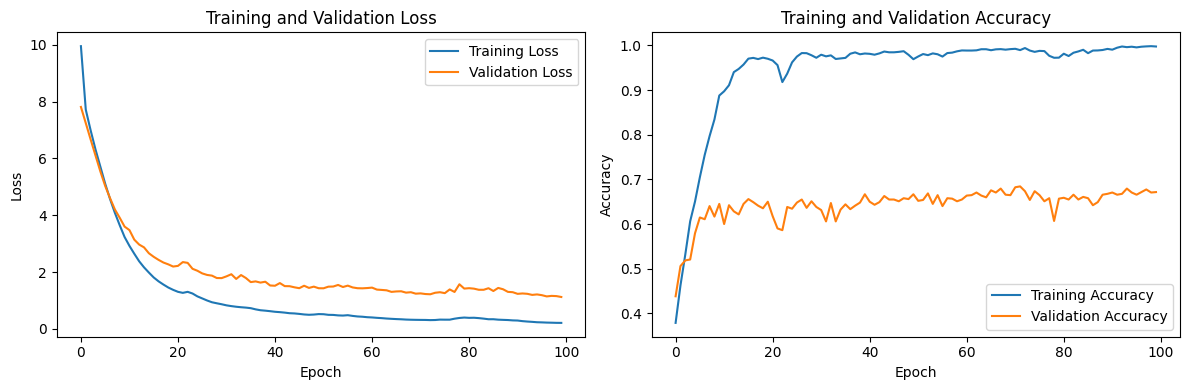 Training and Validation Loss
10
8
6
4
2
0
Loss
Training Loss
Validation Loss
0 20 40 60 80 100
Epoch
Training and Validation Accuracy
1.0
0.9
0.8
0.7
0.6
0.5
0.4
Accuracy
Training Accuracy
Validation Accuracy
0 20 40 60 80 100
Epoch